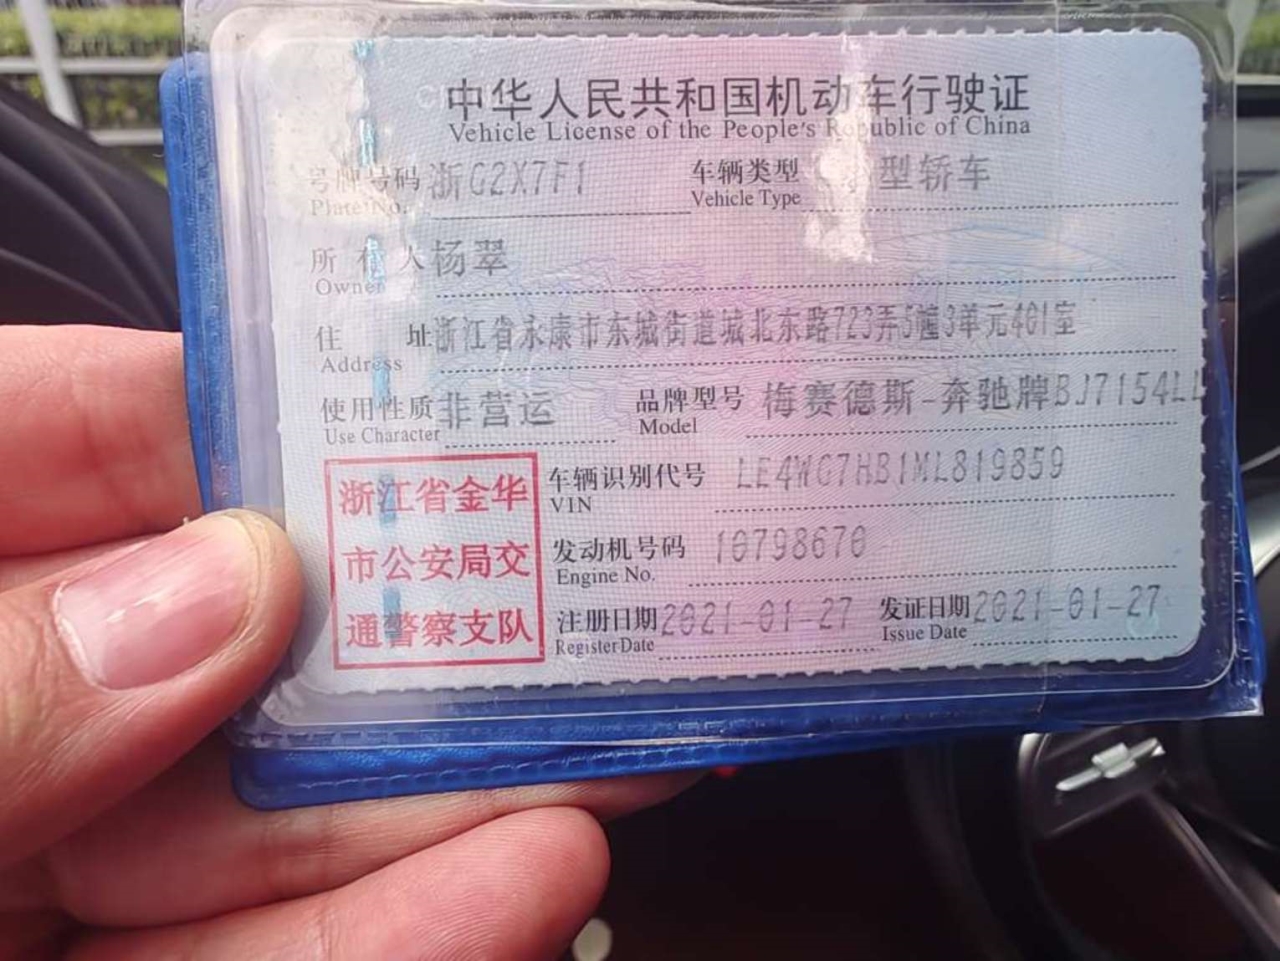 中华人民共和国机动车行驶证
Vehicle License of the People's Republic of China
号牌号码 浙G2X7F1 车辆类型 型轿车
Plate No. Vehicle Type
所有人 杨翠
Owner
住址 浙江省永康市东城街道城北东路723弄5幢3单元401室
Address
使用性质 非营运 品牌型号 梅赛德斯-奔驰牌BJ7154LL
Use Character Model
浙江省金华
市公安局交
通警察支队
车辆识别代号 LE4WG7HB1ML819859
VIN
发动机号码 10798670
Engine No.
注册日期 2021-01-27 发证日期 2021-01-27
Register Date Issue Date